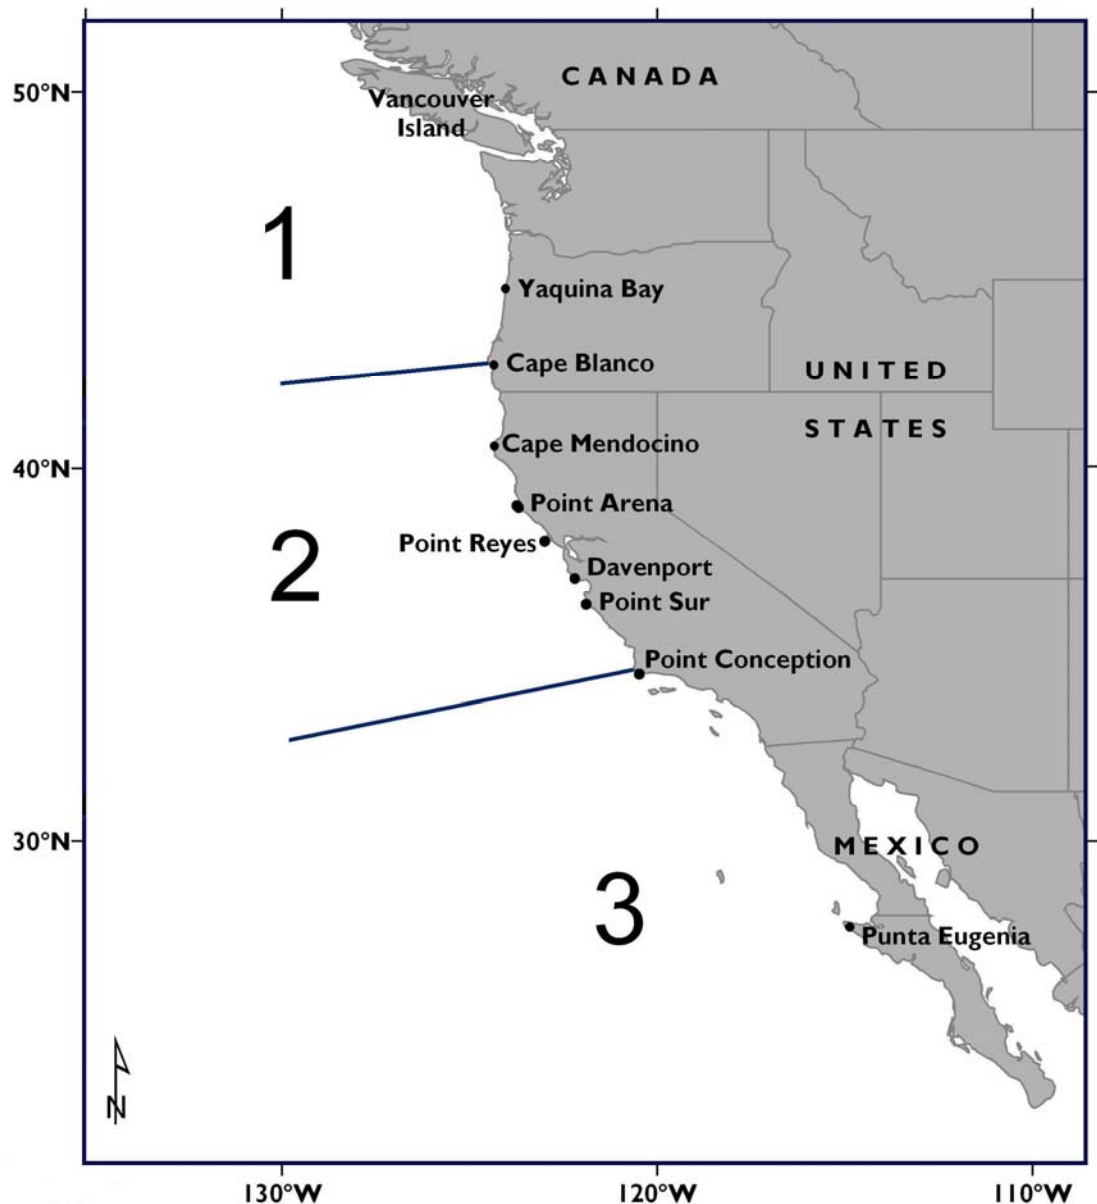 50°N
CANADA
Vancouver
Island
1
Yaquina Bay
Cape Blanco
UNITED
STATES
Cape Mendocino
40°N
Point Arena
Point Reyes
2
Davenport
Point Sur
Point Conception
30°N
MEXICO
3
Punta Eugenia
N
130°W
120°W
110°W